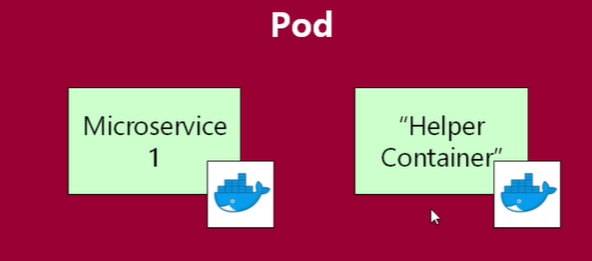 Pod
Microservice
1
“Helper
Container”